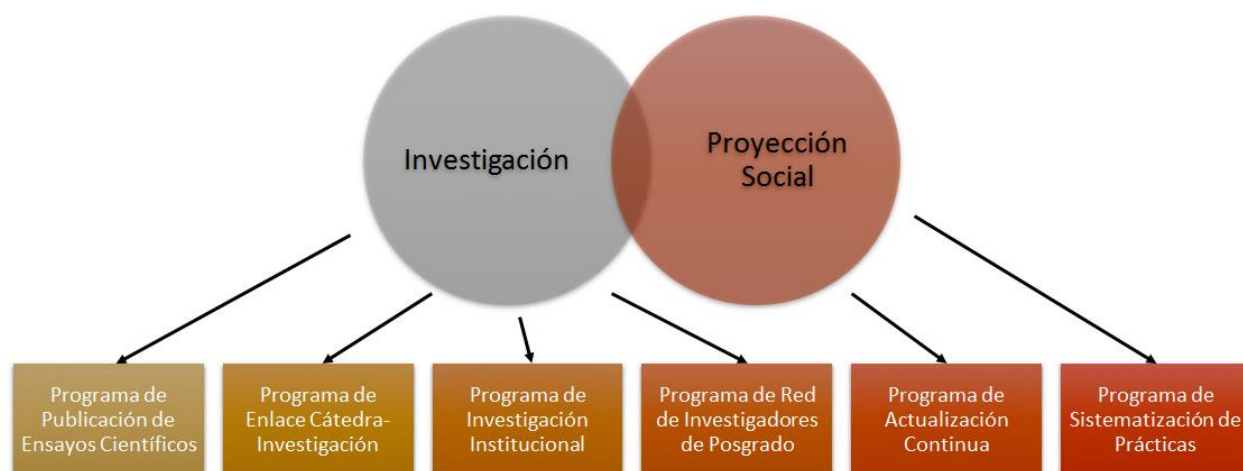 Investigación
Proyección
Social
Programa de
Publicación de
Ensayos Científicos
Programa de
Enlace Cátedra-
Investigación
Programa de
Investigación
Institucional
Programa de Red
de Investigadores
de Posgrado
Programa de
Actualización
Continua
Programa de
Sistematización de
Prácticas